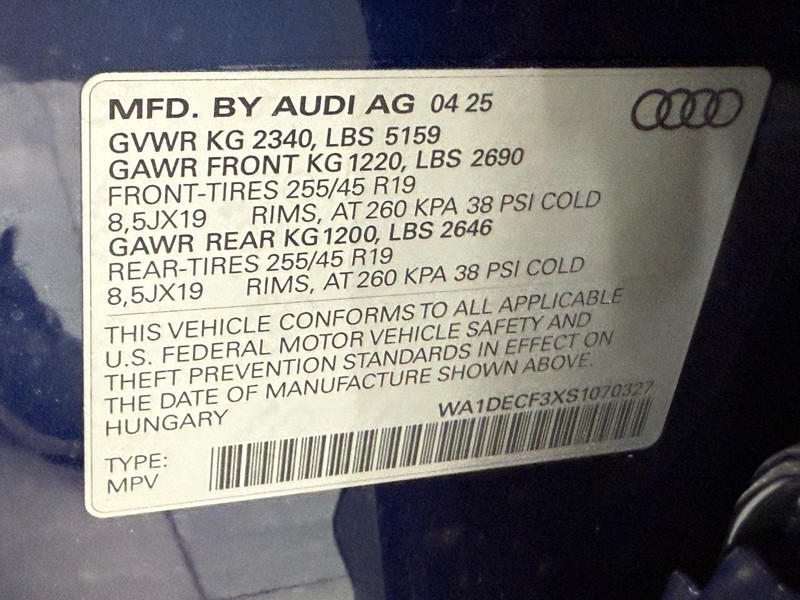 MFD. BY AUDI AG 04 25
GVWR KG 2340, LBS 5159
GAWR FRONT KG 1220, LBS 2690
FRONT-TIRES 255/45 R19
8,5JX19 RIMS, AT 260 KPA 38 PSI COLD
GAWR REAR KG 1200, LBS 2646
REAR-TIRES 255/45 R19
8,5JX19 RIMS, AT 260 KPA 38 PSI COLD
THIS VEHICLE CONFORMS TO ALL APPLICABLE
U.S. FEDERAL MOTOR VEHICLE SAFETY AND
THEFT PREVENTION STANDARDS IN EFFECT ON
THE DATE OF MANUFACTURE SHOWN ABOVE.
HUNGARY WA1DECF3XS1070327
TYPE:
MPV